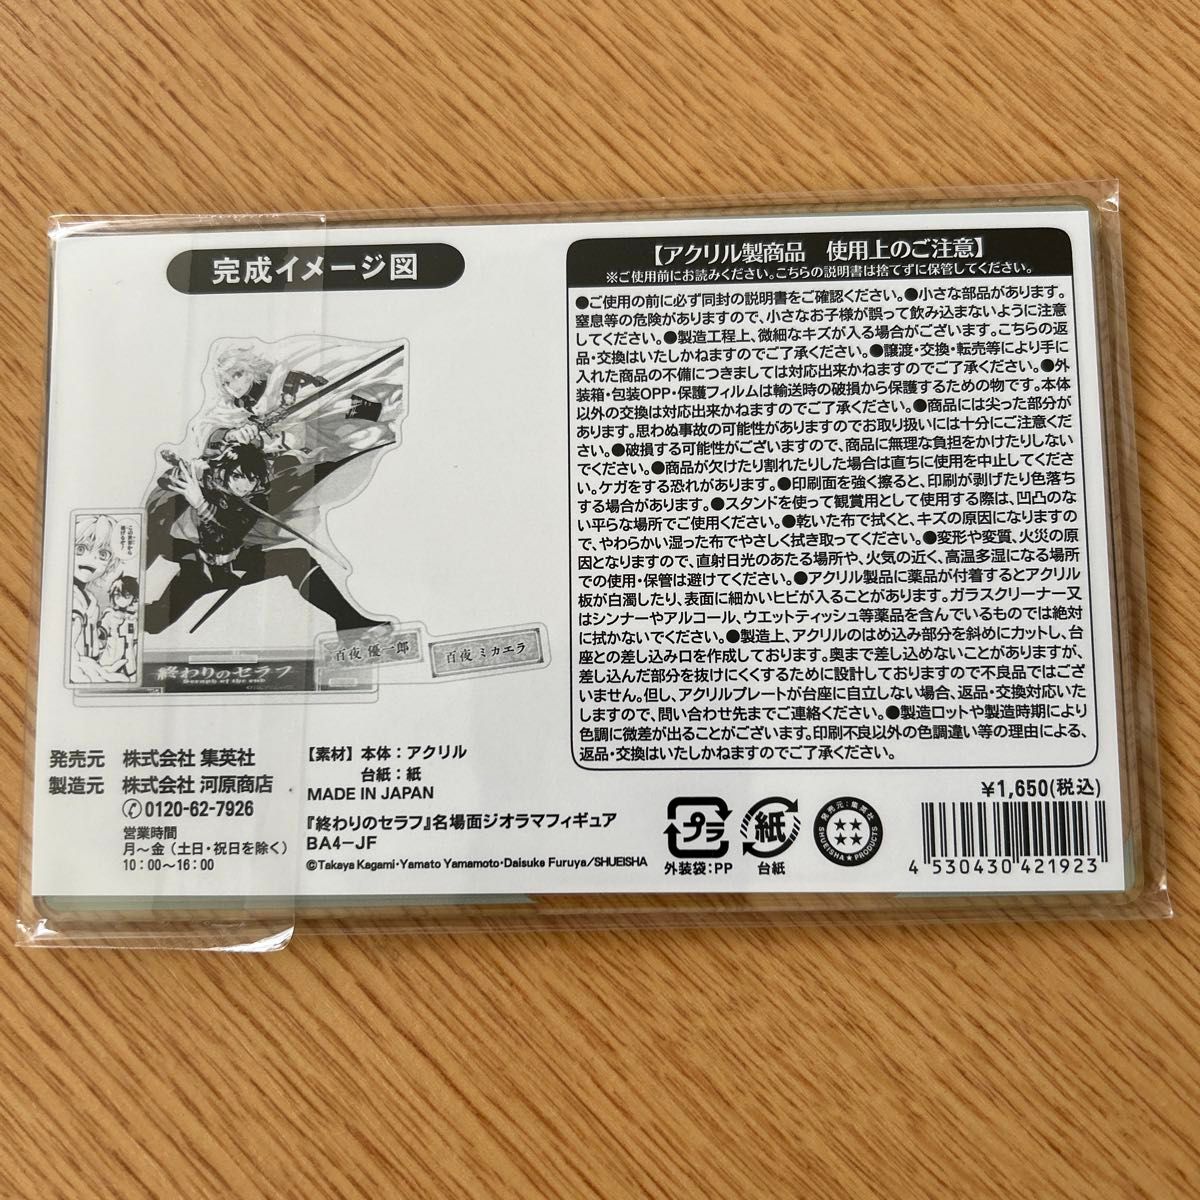 完成イメージ図
この世界から
逃げるぞ…
百夜 優一郎
百夜 ミカエラ
終わりのセラフ
Seraph of the end
発売元 株式会社 集英社
製造元 株式会社 河原商店
0120-62-7926
営業時間
月～金(土日・祝日を除く)
10:00～16:00
【素材】本体:アクリル
台紙:紙
MADE IN JAPAN
『終わりのセラフ』名場面ジオラマフィギュア
BA4-JF
©Takaya Kagami・Yamato Yamamoto・Daisuke Furuya/SHUEISHA
【アクリル製商品 使用上のご注意】
※ご使用前にお読みください。こちらの説明書は捨てずに保管してください。
●ご使用の前に必ず同封の説明書をご確認ください。●小さな部品があります。
窒息等の危険がありますので、小さなお子様が誤って飲み込まないように注意
してください。●製造工程上、微細なキズが入る場合がございます。こちらの返
品・交換はいたしかねますのでご了承ください。●譲渡・交換・転売等により手に
入れた商品の不備につきましては対応出来かねますのでご了承ください。●外
装箱・包装OPP・保護フィルムは輸送時の破損から保護するための物です。本体
以外の交換は対応出来かねますのでご了承ください。●商品には尖った部分が
あります。思わぬ事故の可能性がありますのでお取り扱いには十分にご注意くだ
さい。●破損する可能性がございますので、商品に無理な負担をかけたりしない
でください。●商品が欠けたり割れたりした場合は直ちに使用を中止してくださ
い。ケガをする恐れがあります。●印刷面を強く擦ると、印刷が剥げたり色落ち
する場合があります。●スタンドを使って観賞用として使用する際は、凹凸のな
い平らな場所でご使用ください。●乾いた布で拭くと、キズの原因になりますの
で、やわらかい湿った布でやさしく拭き取ってください。●変形や変質、火災の原
因となりますので、直射日光のあたる場所や、火気の近く、高温多湿になる場所
での使用・保管は避けてください。●アクリル製品に薬品が付着するとアクリル
板が白濁したり、表面に細かいヒビが入ることがあります。ガラスクリーナー又
はシンナーやアルコール、ウエットティッシュ等薬品を含んでいるものでは絶対
に拭かないでください。●製造上、アクリルのはめ込み部分を斜めにカットし、台
座との差し込み口を作成しております。奥まで差し込めないことがありますが、
差し込んだ部分を抜けにくくするために設計しておりますので不良品ではござ
いません。但し、アクリルプレートが台座に自立しない場合、返品・交換対応いた
しますので、問い合わせ先までご連絡ください。●製造ロットや製造時期により
色調に微差が出ることがございます。印刷不良以外の色調違い等の理由による、
返品・交換はいたしかねますのでご了承ください。
¥1,650(税込)
プラ
外装袋:PP
紙
台紙
発売元:集英社
SHUEISHA PRODUCTS
4 530430 421923